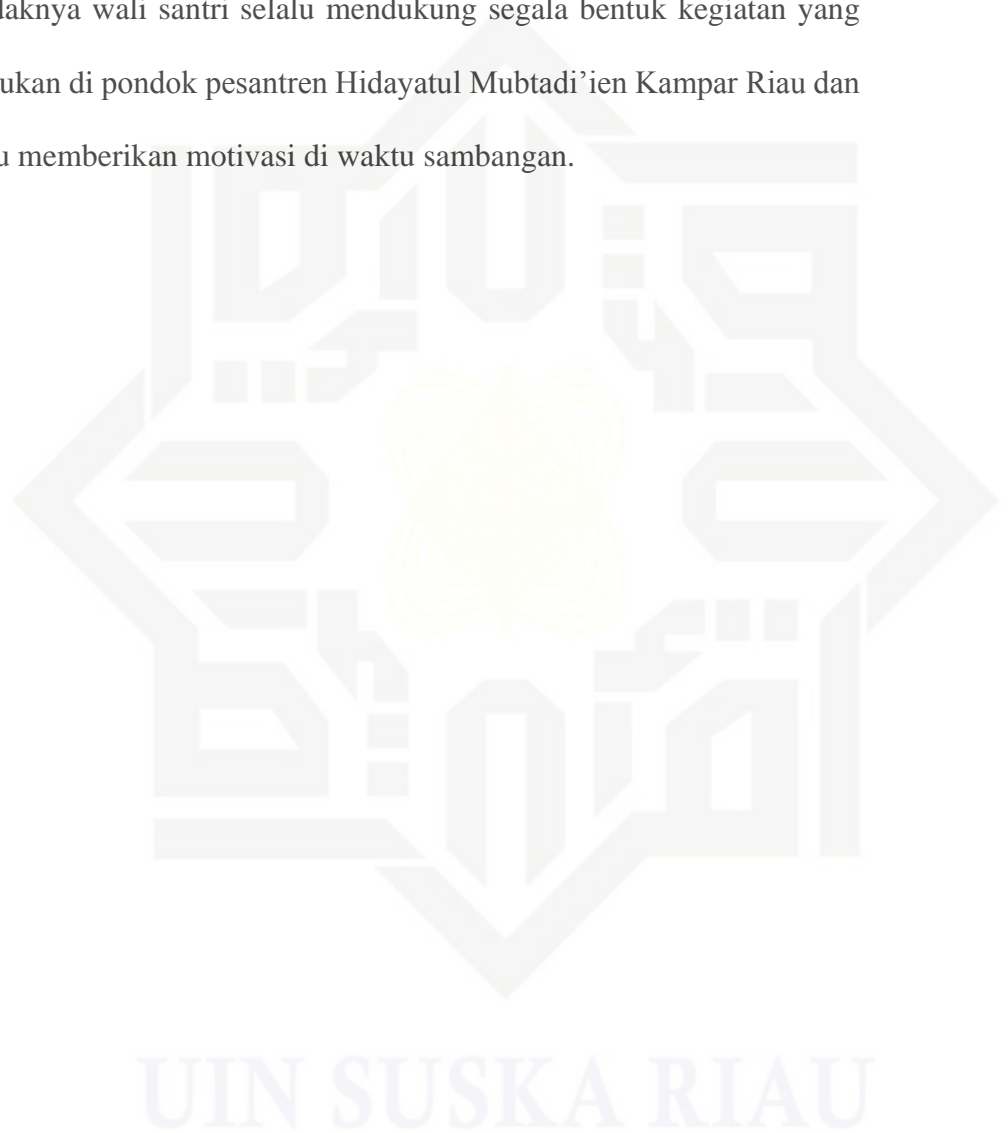 daknya wali santri selalu mendukung segala bentuk kegiatan yang
ukan di pondok pesantren Hidayatul Mubtadi’ien Kampar Riau dan
u memberikan motivasi di waktu sambangan.
UIN SUSKA RIAU